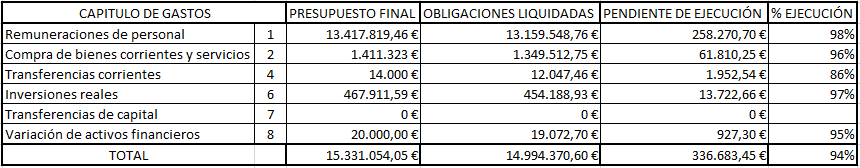 CAPITULO DE GASTOS PRESUPUESTO FINAL OBLIGACIONES LIQUIDADAS PENDIENTE DE EJECUCIÓN % EJECUCIÓN
Remuneraciones de personal 1 13.417.819,46 € 13.159.548,76 € 258.270,70 € 98%
Compra de bienes corrientes y servicios 2 1.411.323 € 1.349.512,75 € 61.810,25 € 96%
Transferencias corrientes 4 14.000 € 12.047,46 € 1.952,54 € 86%
Inversiones reales 6 467.911,59 € 454.188,93 € 13.722,66 € 97%
Transferencias de capital 7 0 € 0 € 0 €
Variación de activos financieros 8 20.000,00 € 19.072,70 € 927,30 € 95%
TOTAL 15.331.054,05 € 14.994.370,60 € 336.683,45 € 94%